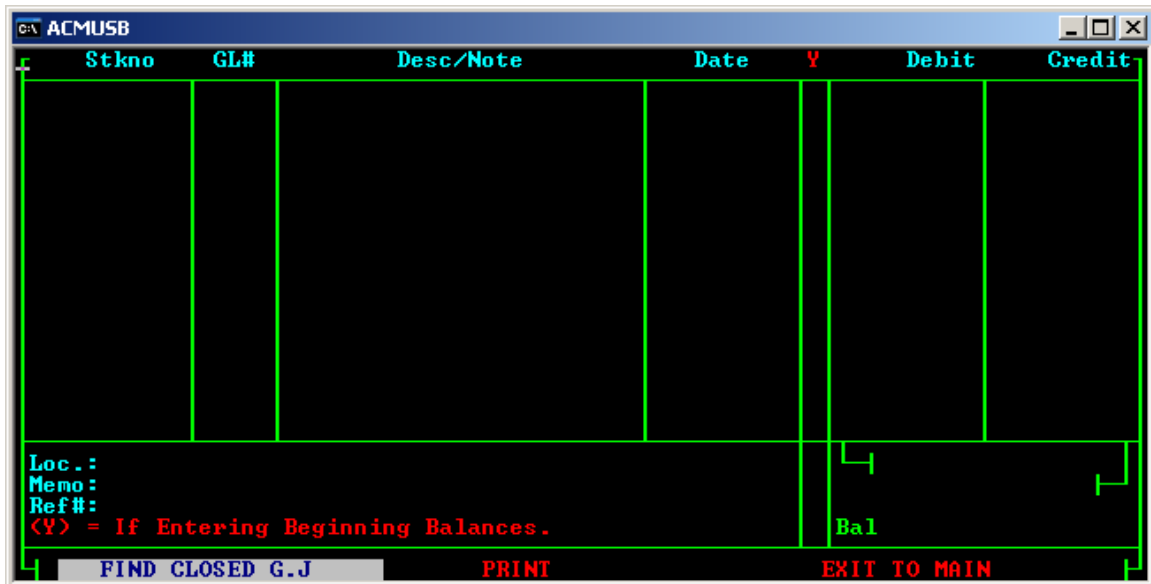 ACMUSB
Stkno GL# Desc/Note Date Y Debit Credit
Loc.:
Memo:
Ref#:
(Y) = If Entering Beginning Balances. Bal
FIND CLOSED G.J PRINT EXIT TO MAIN